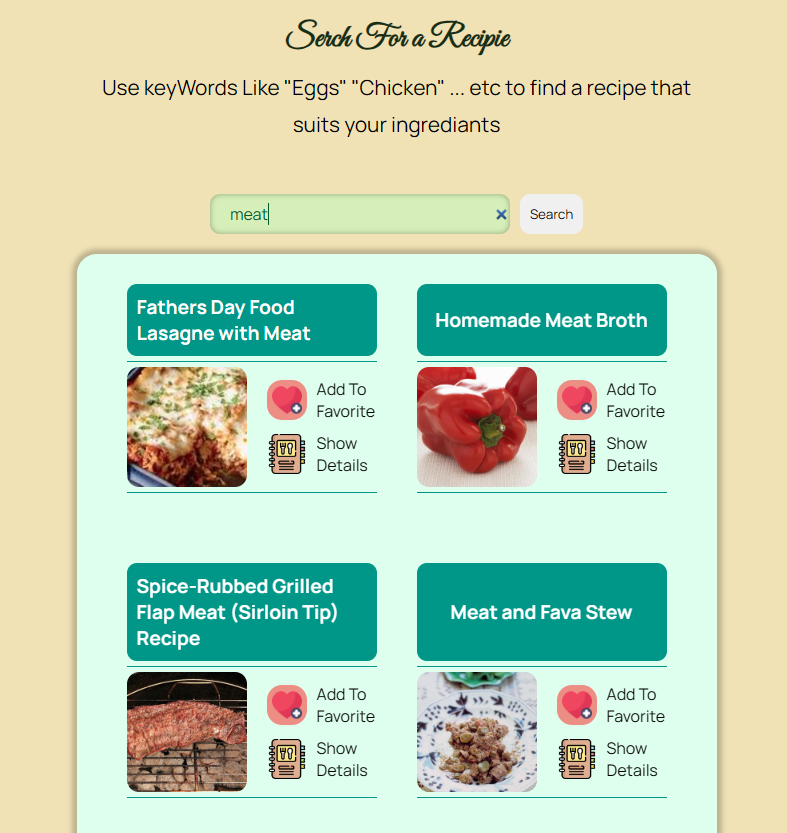 Serch For a Recipie
Use keyWords Like "Eggs" "Chicken" ... etc to find a recipe that
suits your ingrediants
meat
Search
Fathers Day Food
Lasagne with Meat
Homemade Meat Broth
Add To
Favorite
Show
Details
Add To
Favorite
Show
Details
Spice-Rubbed Grilled
Flap Meat (Sirloin Tip)
Recipe
Meat and Fava Stew
Add To
Favorite
Show
Details
Add To
Favorite
Show
Details